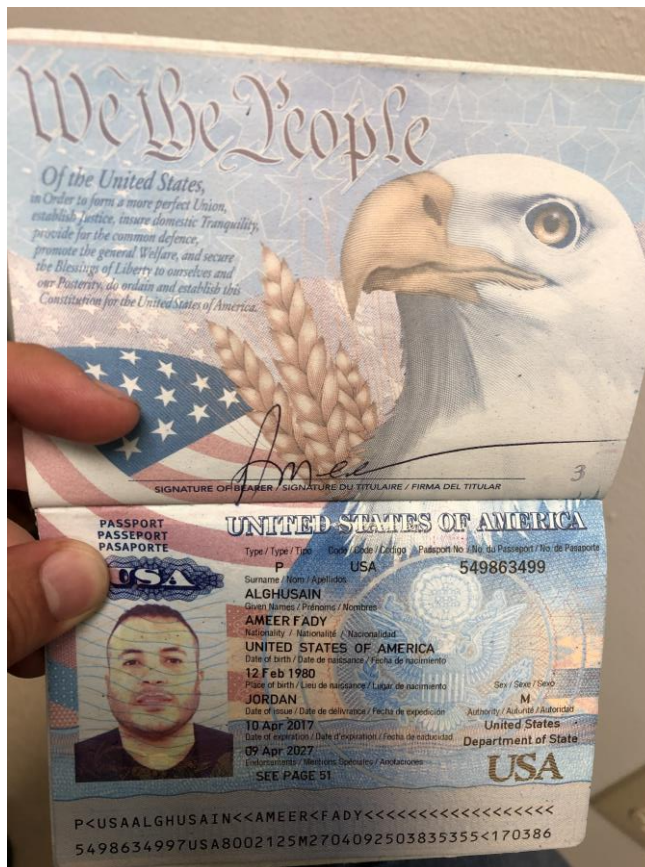 We the People
Of the United States,
in Order to form a more perfect Union,
establish Justice, insure domestic Tranquility,
provide for the common defence,
promote the general Welfare, and secure
the Blessings of Liberty to ourselves and
our Posterity, do ordain and establish this
Constitution for the United States of America.
SIGNATURE OF BEARER / SIGNATURE DU TITULAIRE / FIRMA DEL TITULAR
3
PASSPORT
PASSEPORT
PASAPORTE
USA
UNITED STATES OF AMERICA
Type / Type / Tipo Code / Code / Codigo Passport No. / No. du Passeport / No. de Pasaporte
P USA 549863499
Surname / Nom / Apellidos
ALGHUSAIN
Given Names / Prénoms / Nombres
AMEER FADY
Nationality / Nationalité / Nacionalidad
UNITED STATES OF AMERICA
Date of birth / Date de naissance / Fecha de nacimiento
12 Feb 1980
Place of birth / Lieu de naissance / Lugar de nacimiento Sex / Sexe / Sexo
JORDAN M
Date of issue / Date de délivrance / Fecha de expedición Authority / Autorité / Autoridad
10 Apr 2017 United States
Date of expiration / Date d'expiration / Fecha de caducidad Department of State
09 Apr 2027
Endorsements / Mentions Spéciales / Anotaciones
SEE PAGE 51 USA
P<USAALGHUSAIN<<AMEER<FADY<<<<<<<<<<<<<<<<<<
5498634997USA8002125M2704092503835355<170386